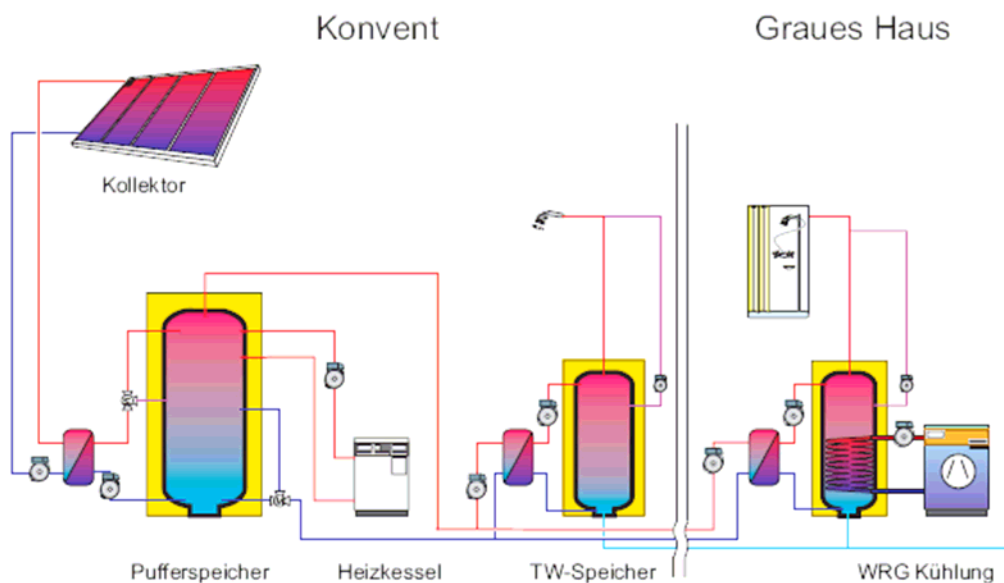 Konvent
Graues Haus
Kollektor
Pufferspeicher
Heizkessel
TW-Speicher
WRG Kühlung